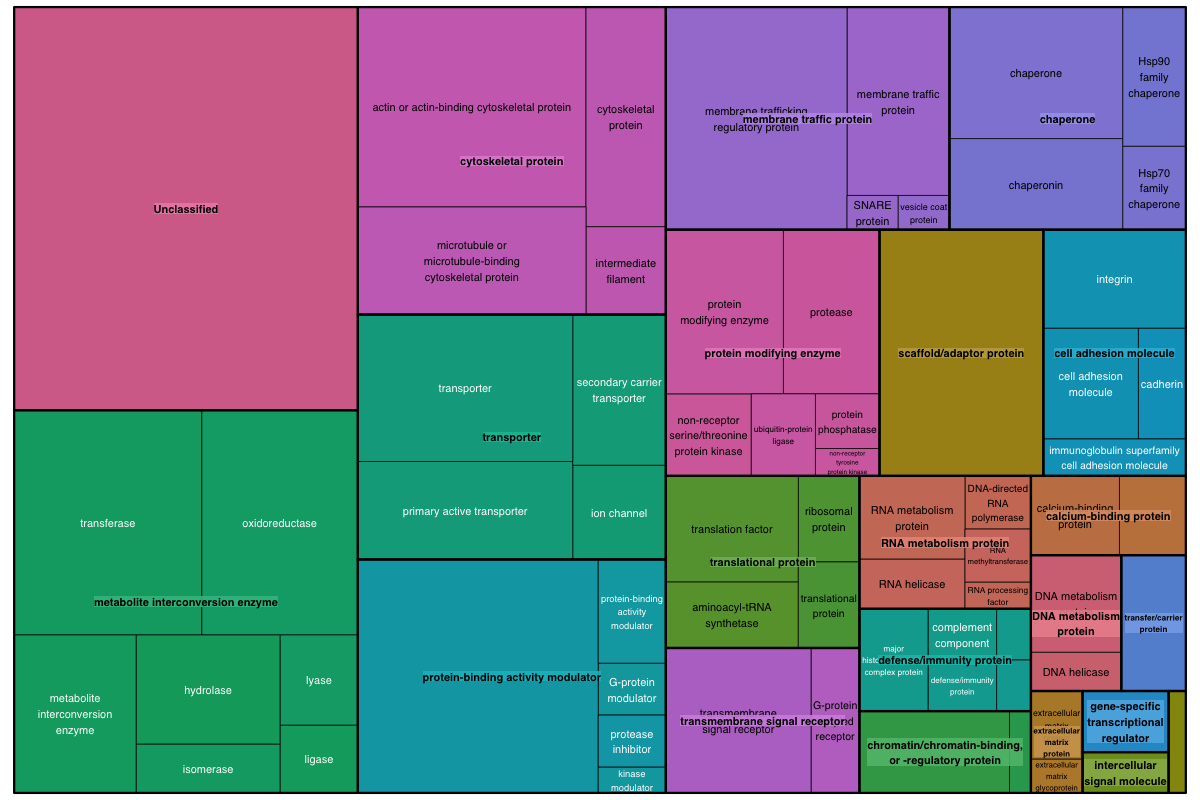 Unclassified
transferase
oxidoreductase
metabolite interconversion enzyme
metabolite
interconversion
enzyme
hydrolase
isomerase
lyase
ligase
actin or actin-binding cytoskeletal protein
cytoskeletal
protein
cytoskeletal protein
microtubule or
microtubule-binding
cytoskeletal protein
intermediate
filament
transporter
secondary carrier
transporter
transporter
primary active transporter
ion channel
protein-binding activity modulator
protein-binding
activity
modulator
G-protein
modulator
protease
inhibitor
kinase
modulator
membrane trafficking
regulatory protein
membrane traffic protein
membrane traffic
protein
SNARE
protein
vesicle coat
protein
chaperone
chaperone
chaperonin
Hsp90
family
chaperone
Hsp70
family
chaperone
protein
modifying enzyme
protease
protein modifying enzyme
non-receptor
serine/threonine
protein kinase
ubiquitin-protein
ligase
protein
phosphatase
non-receptor
tyrosine
protein kinase
scaffold/adaptor protein
integrin
cell adhesion molecule
cell adhesion
molecule
cadherin
immunoglobulin superfamily
cell adhesion molecule
translation factor
ribosomal
protein
translational protein
aminoacyl-tRNA
synthetase
translational
protein
RNA metabolism
protein
DNA-directed
RNA
polymerase
RNA metabolism protein
RNA
methyltransferase
RNA helicase
RNA processing
factor
calcium-binding
protein
calcium-binding protein
DNA metabolism
DNA metabolism
protein
DNA helicase
transfer/carrier
protein
major
complex protein
complement
component
defense/immunity protein
defense/immunity
protein
transmembrane
signal receptor
transmembrane signal receptor
G-protein
receptor
chromatin/chromatin-binding,
or -regulatory protein
extracellular
matrix
extracellular
matrix
protein
extracellular
matrix
glycoprotein
gene-specific
transcriptional
regulator
intercellular
signal molecule